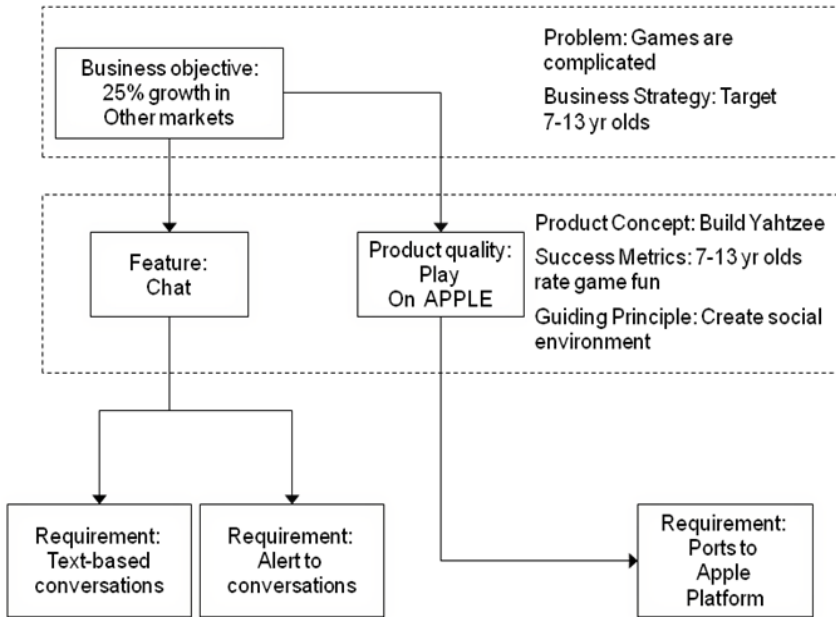 Business objective:
25% growth in
Other markets
Problem: Games are
complicated
Business Strategy: Target
7-13 yr olds
Feature:
Chat
Product quality:
Play
On APPLE
Product Concept: Build Yahtzee
Success Metrics: 7-13 yr olds
rate game fun
Guiding Principle: Create social
environment
Requirement:
Text-based
conversations
Requirement:
Alert to
conversations
Requirement:
Ports to
Apple
Platform